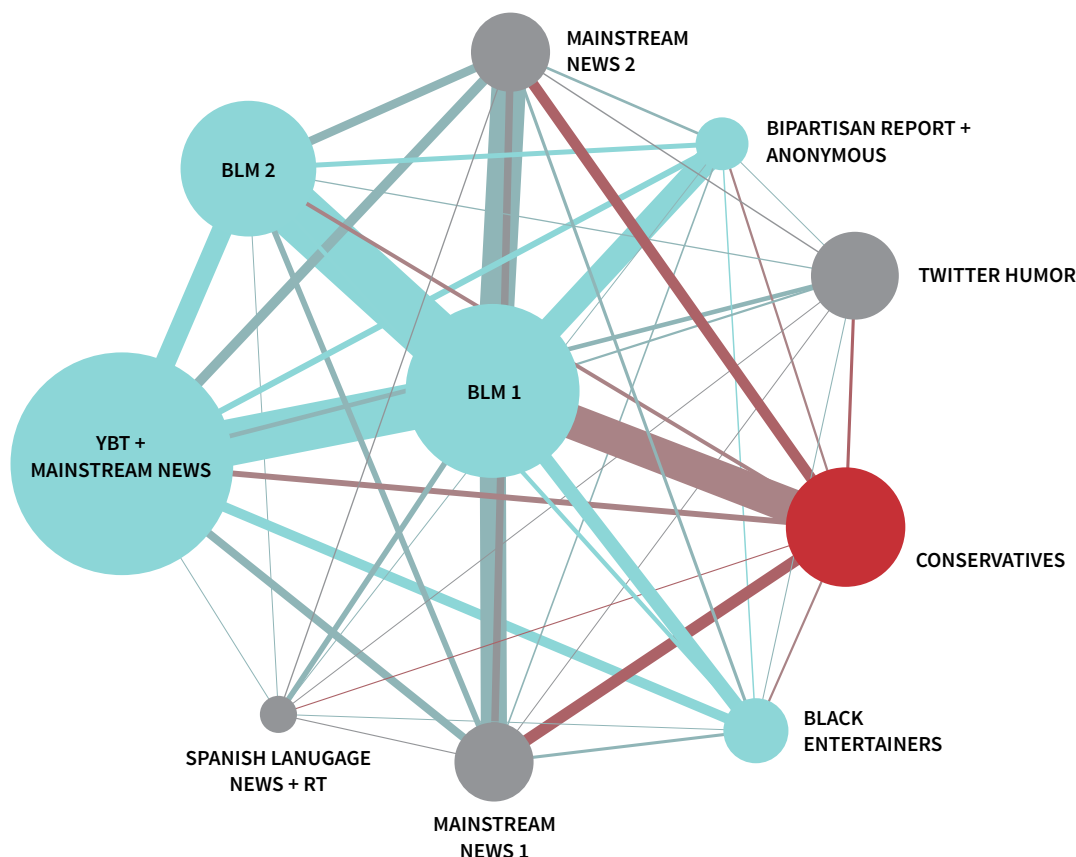 MAINSTREAM
NEWS 2
BIPARTISAN REPORT +
ANONYMOUS
BLM 2
TWITTER HUMOR
BLM 1
YBT +
MAINSTREAM NEWS
CONSERVATIVES
BLACK
ENTERTAINERS
SPANISH LANUGAGE
NEWS + RT
MAINSTREAM
NEWS 1